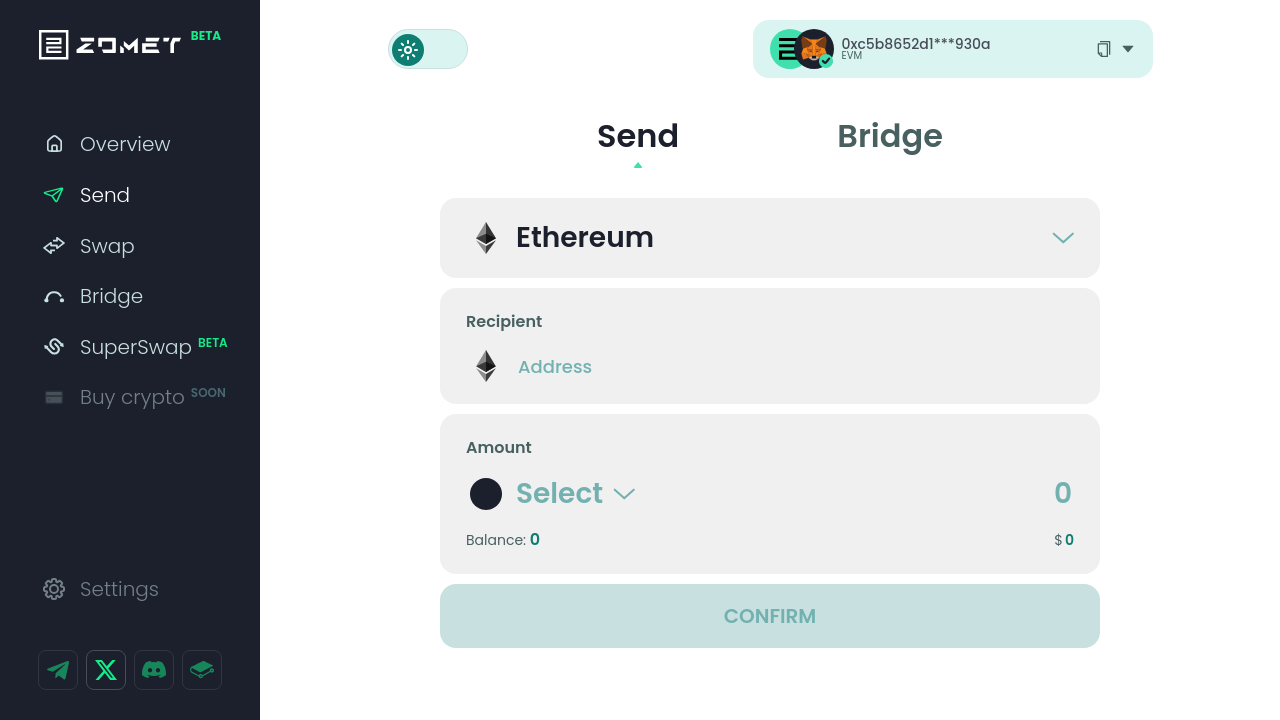 ZOMET BETA
Overview
Send
Swap
Bridge
SuperSwap BETA
Buy crypto SOON
Settings
0xc5b8652d1***930a
EVM
Send
Bridge
Ethereum
Recipient
Address
Amount
Select
0
Balance: 0
$ 0
CONFIRM